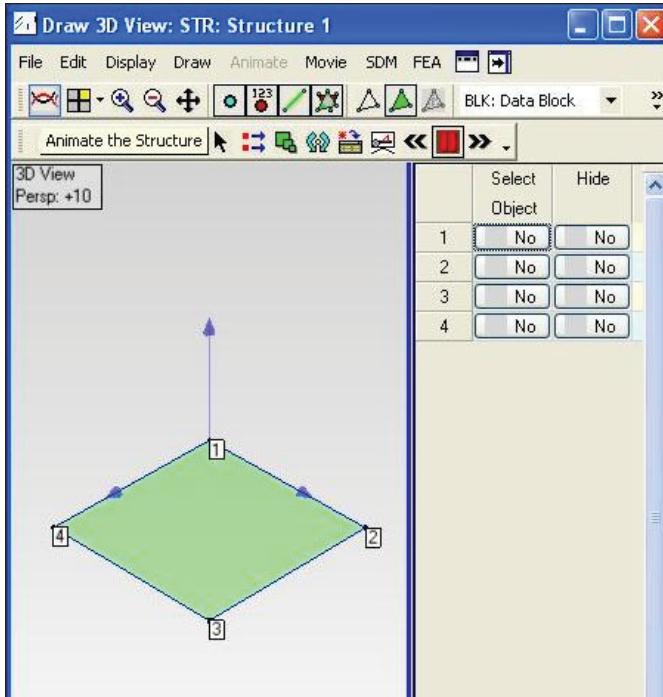 Draw 3D View: STR: Structure 1
File Edit Display Draw Animate Movie SDM FEA
123 BLK: Data Block
Animate the Structure
3D View
Persp: +10
Select Object Hide
1 No No
2 No No
3 No No
4 No No
1
4
2
3